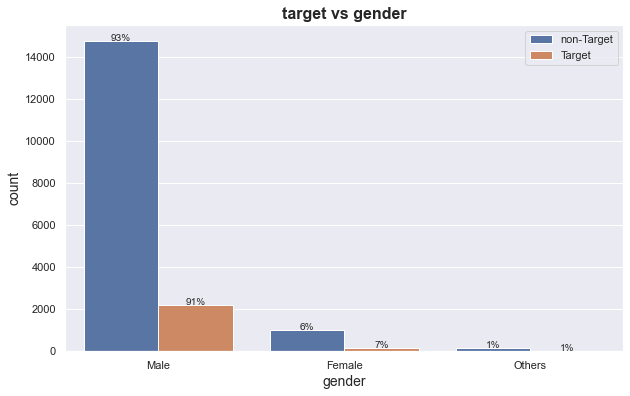 target vs gender
non-Target
Target
count
14000
12000
10000
8000
6000
4000
2000
0
93%
91%
6%
7%
1%
1%
Male
Female
Others
gender